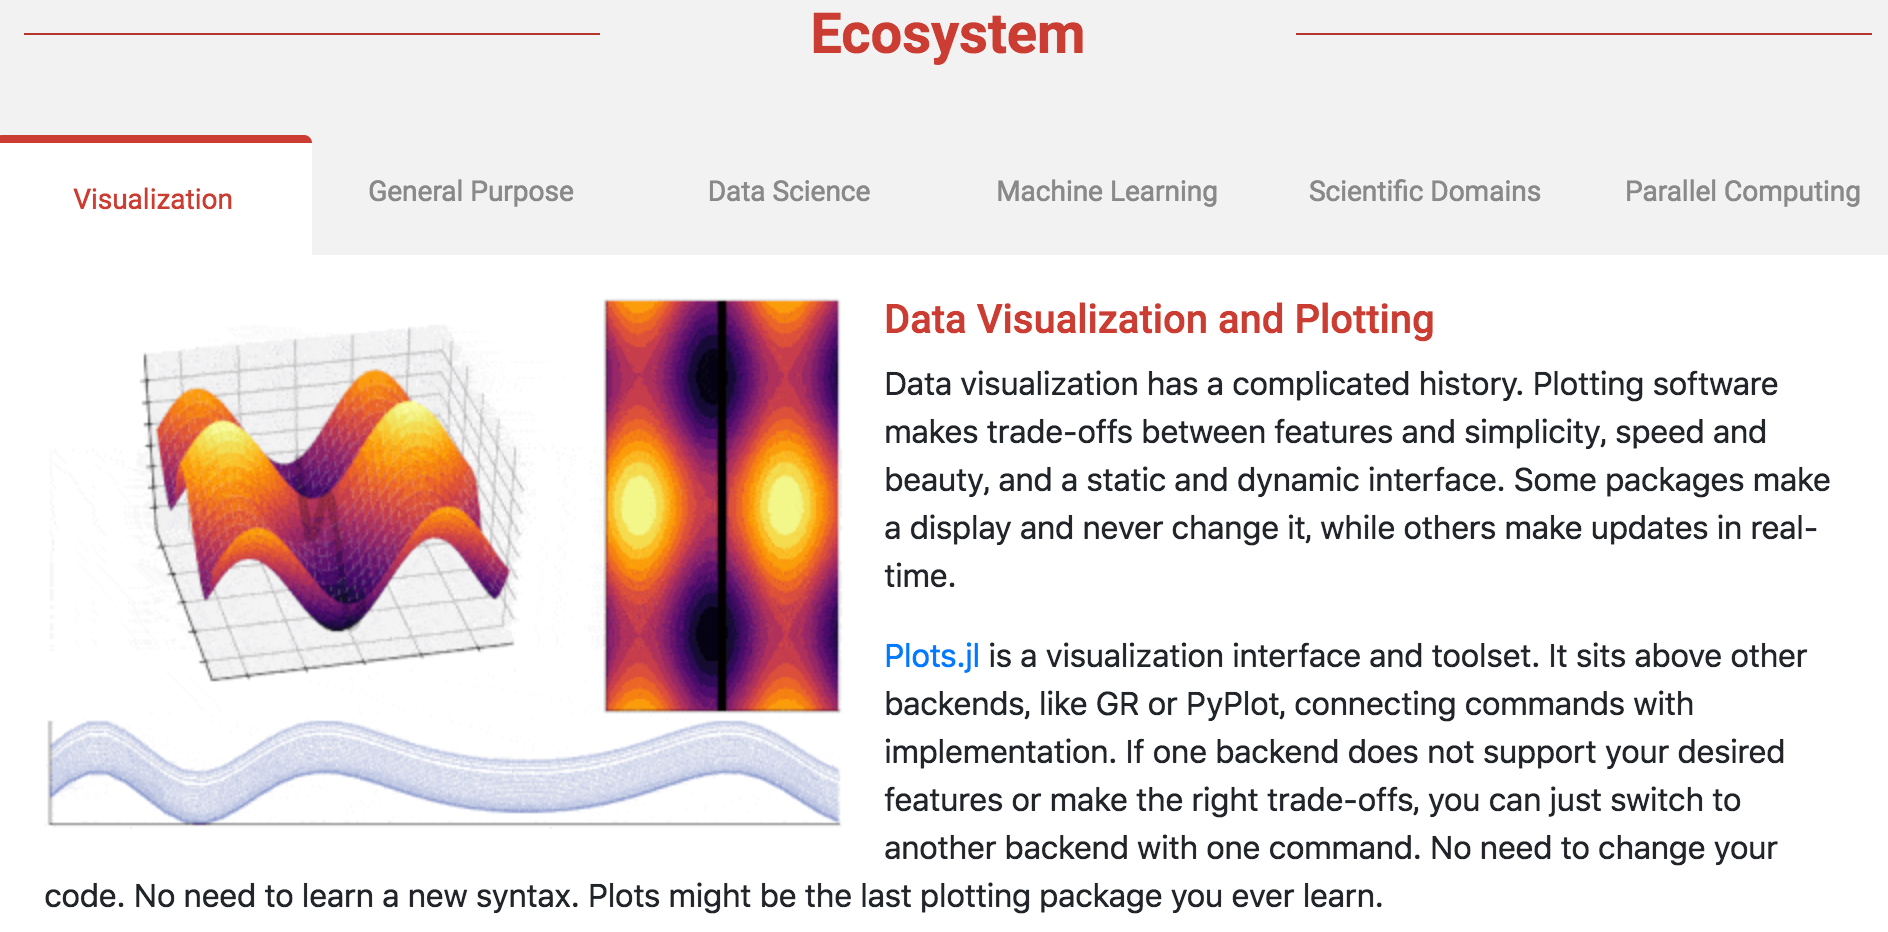 Ecosystem
Visualization
General Purpose
Data Science
Machine Learning
Scientific Domains
Parallel Computing
Data Visualization and Plotting
Data visualization has a complicated history. Plotting software
makes trade-offs between features and simplicity, speed and
beauty, and a static and dynamic interface. Some packages make
a display and never change it, while others make updates in real-
time.
Plots.jl is a visualization interface and toolset. It sits above other
backends, like GR or PyPlot, connecting commands with
implementation. If one backend does not support your desired
features or make the right trade-offs, you can just switch to
another backend with one command. No need to change your
code. No need to learn a new syntax. Plots might be the last plotting package you ever learn.